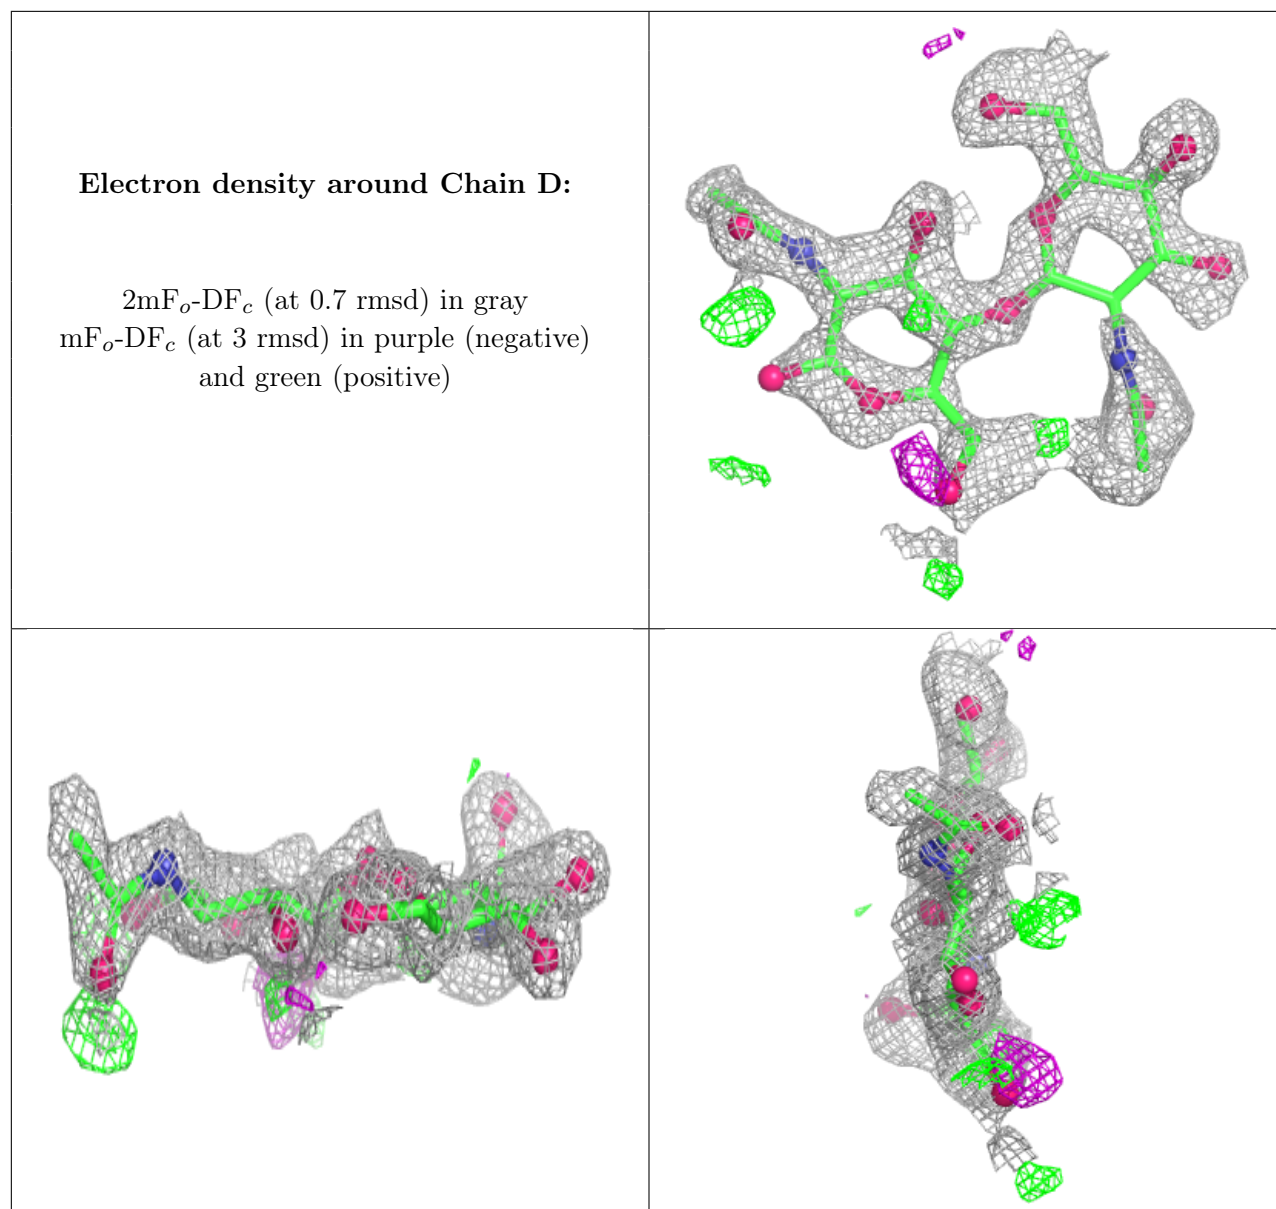 Electron density around Chain D:
2mFₒ-DF𝒸 (at 0.7 rmsd) in gray
mFₒ-DF𝒸 (at 3 rmsd) in purple (negative)
and green (positive)